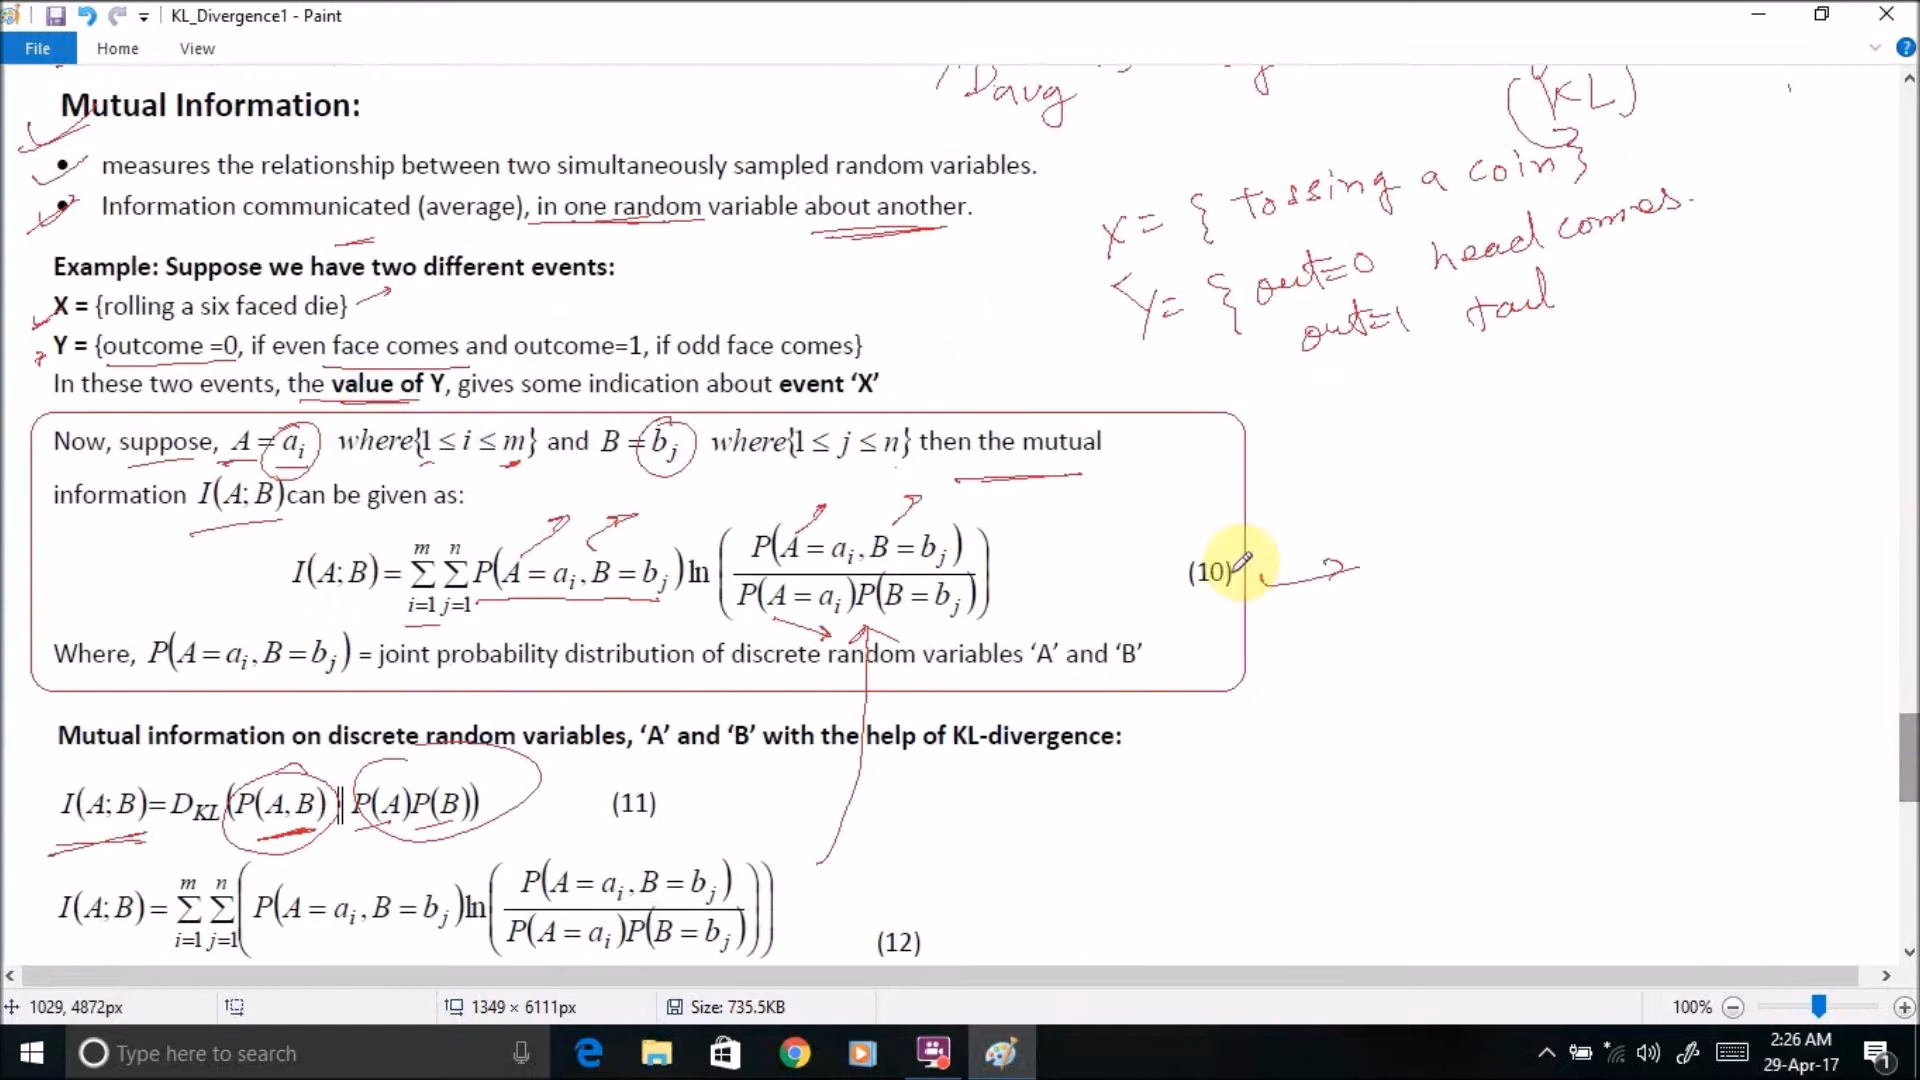 KL_Divergence1 - Paint
File Home View
Davg
(KL)
Mutual Information:
• measures the relationship between two simultaneously sampled random variables.
• Information communicated (average), in one random variable about another.
X = { tossing a coin}
Y = { out=0 head comes.
out=1 tail
Example: Suppose we have two different events:
X = {rolling a six faced die}
Y = {outcome =0, if even face comes and outcome=1, if odd face comes}
In these two events, the value of Y, gives some indication about event ‘X’
Now, suppose, A = a_i where{1 ≤ i ≤ m} and B = b_j where{1 ≤ j ≤ n} then the mutual
information I(A; B) can be given as:
I(A; B) = ∑_{i=1}^{m} ∑_{j=1}^{n} P(A = a_i, B = b_j) ln ( P(A = a_i, B = b_j) / P(A = a_i)P(B = b_j) ) (10)
Where, P(A = a_i, B = b_j) = joint probability distribution of discrete random variables ‘A’ and ‘B’
Mutual information on discrete random variables, ‘A’ and ‘B’ with the help of KL-divergence:
I(A; B) = D_KL(P(A, B) || P(A)P(B)) (11)
I(A; B) = ∑_{i=1}^{m} ∑_{j=1}^{n} ( P(A = a_i, B = b_j) ln ( P(A = a_i, B = b_j) / P(A = a_i)P(B = b_j) ) ) (12)
1029, 4872px 1349 × 6111px Size: 735.5KB 100%
Type here to search
2:26 AM
29-Apr-17
1